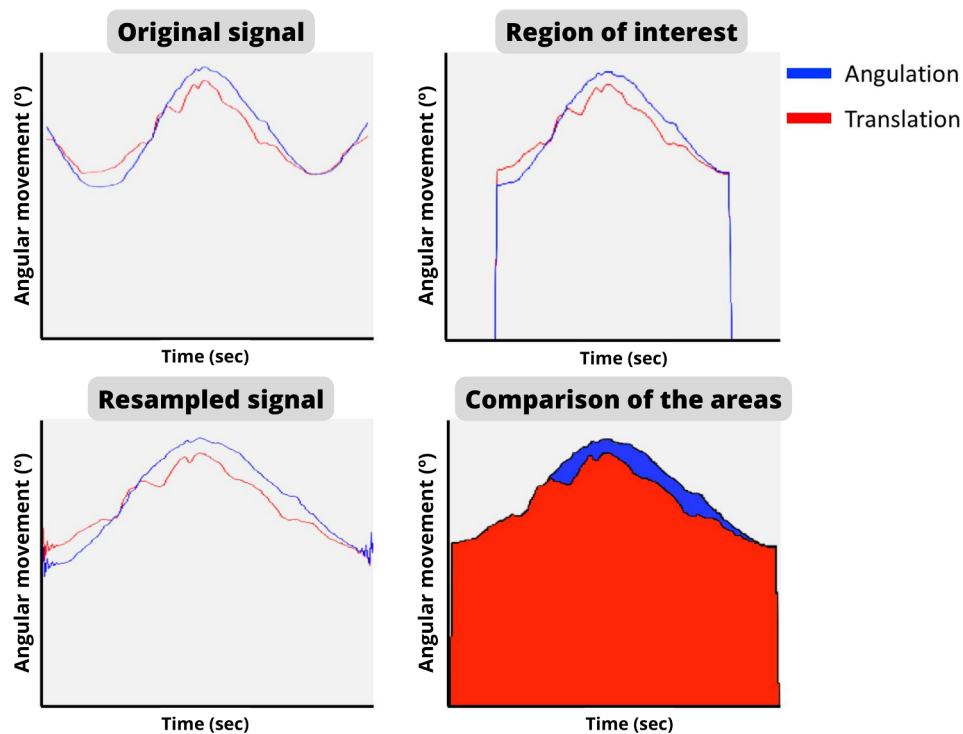 Original signal
Angular movement (º)
Time (sec)
Region of interest
Angular movement (º)
Time (sec)
Angulation
Translation
Resampled signal
Angular movement (º)
Time (sec)
Comparison of the areas
Angular movement (º)
Time (sec)